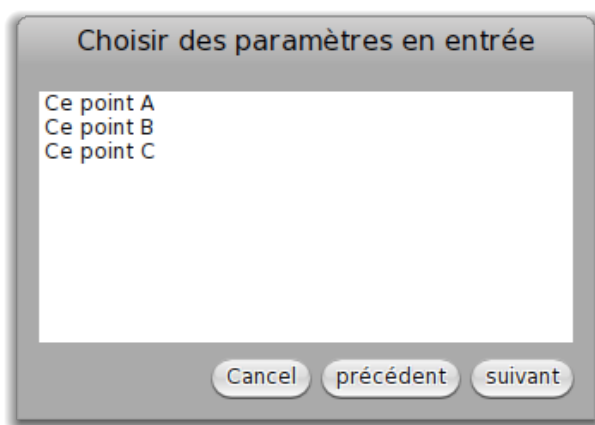 Choisir des paramètres en entrée
Ce point A
Ce point B
Ce point C
Cancel précédent suivant